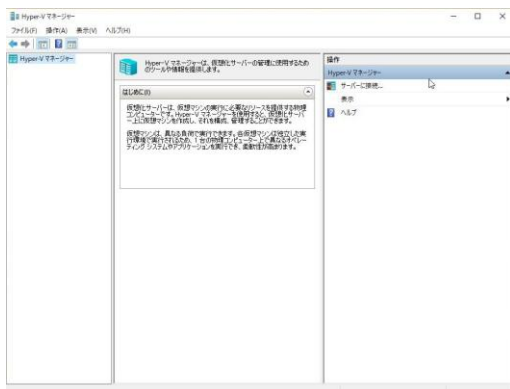 Hyper-V マネージャー
ファイル(F) 操作(A) 表示(V) ヘルプ(H)
Hyper-V マネージャー
Hyper-V マネージャーは、仮想化サーバーの管理に使用するため
のツールや情報を提供します。
はじめに(I)
仮想化サーバーは、仮想マシンの実行に必要なリソースを提供する物理
コンピューターです。Hyper-V マネージャーを使用すると、仮想化サーバ
ー上に仮想マシンを作成し、それを構成、管理することができます。
仮想マシンは、異なる負荷で実行できます。各仮想マシンは独立した実
行環境で実行されるため、1 台の物理コンピューター上で異なるオペレー
ティング システムやアプリケーションを実行でき、柔軟性が高まります。
操作
Hyper-V マネージャー
サーバーに接続...
表示
ヘルプ